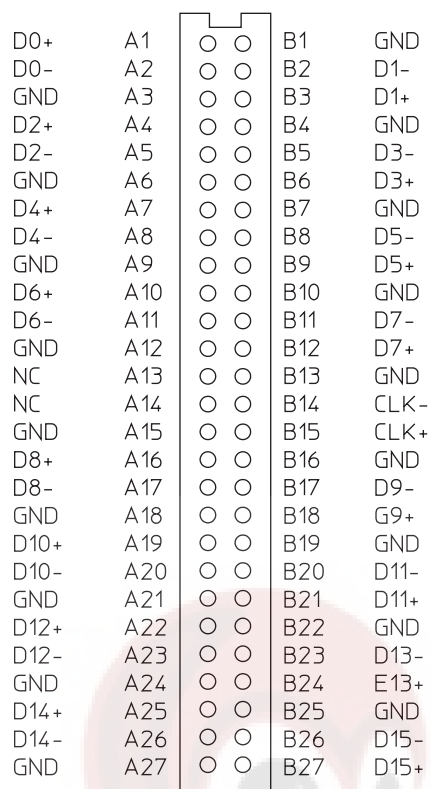 D0+ A1 B1 GND
D0- A2 B2 D1-
GND A3 B3 D1+
D2+ A4 B4 GND
D2- A5 B5 D3-
GND A6 B6 D3+
D4+ A7 B7 GND
D4- A8 B8 D5-
GND A9 B9 D5+
D6+ A10 B10 GND
D6- A11 B11 D7-
GND A12 B12 D7+
NC A13 B13 GND
NC A14 B14 CLK-
GND A15 B15 CLK+
D8+ A16 B16 GND
D8- A17 B17 D9-
GND A18 B18 G9+
D10+ A19 B19 GND
D10- A20 B20 D11-
GND A21 B21 D11+
D12+ A22 B22 GND
D12- A23 B23 D13-
GND A24 B24 E13+
D14+ A25 B25 GND
D14- A26 B26 D15-
GND A27 B27 D15+